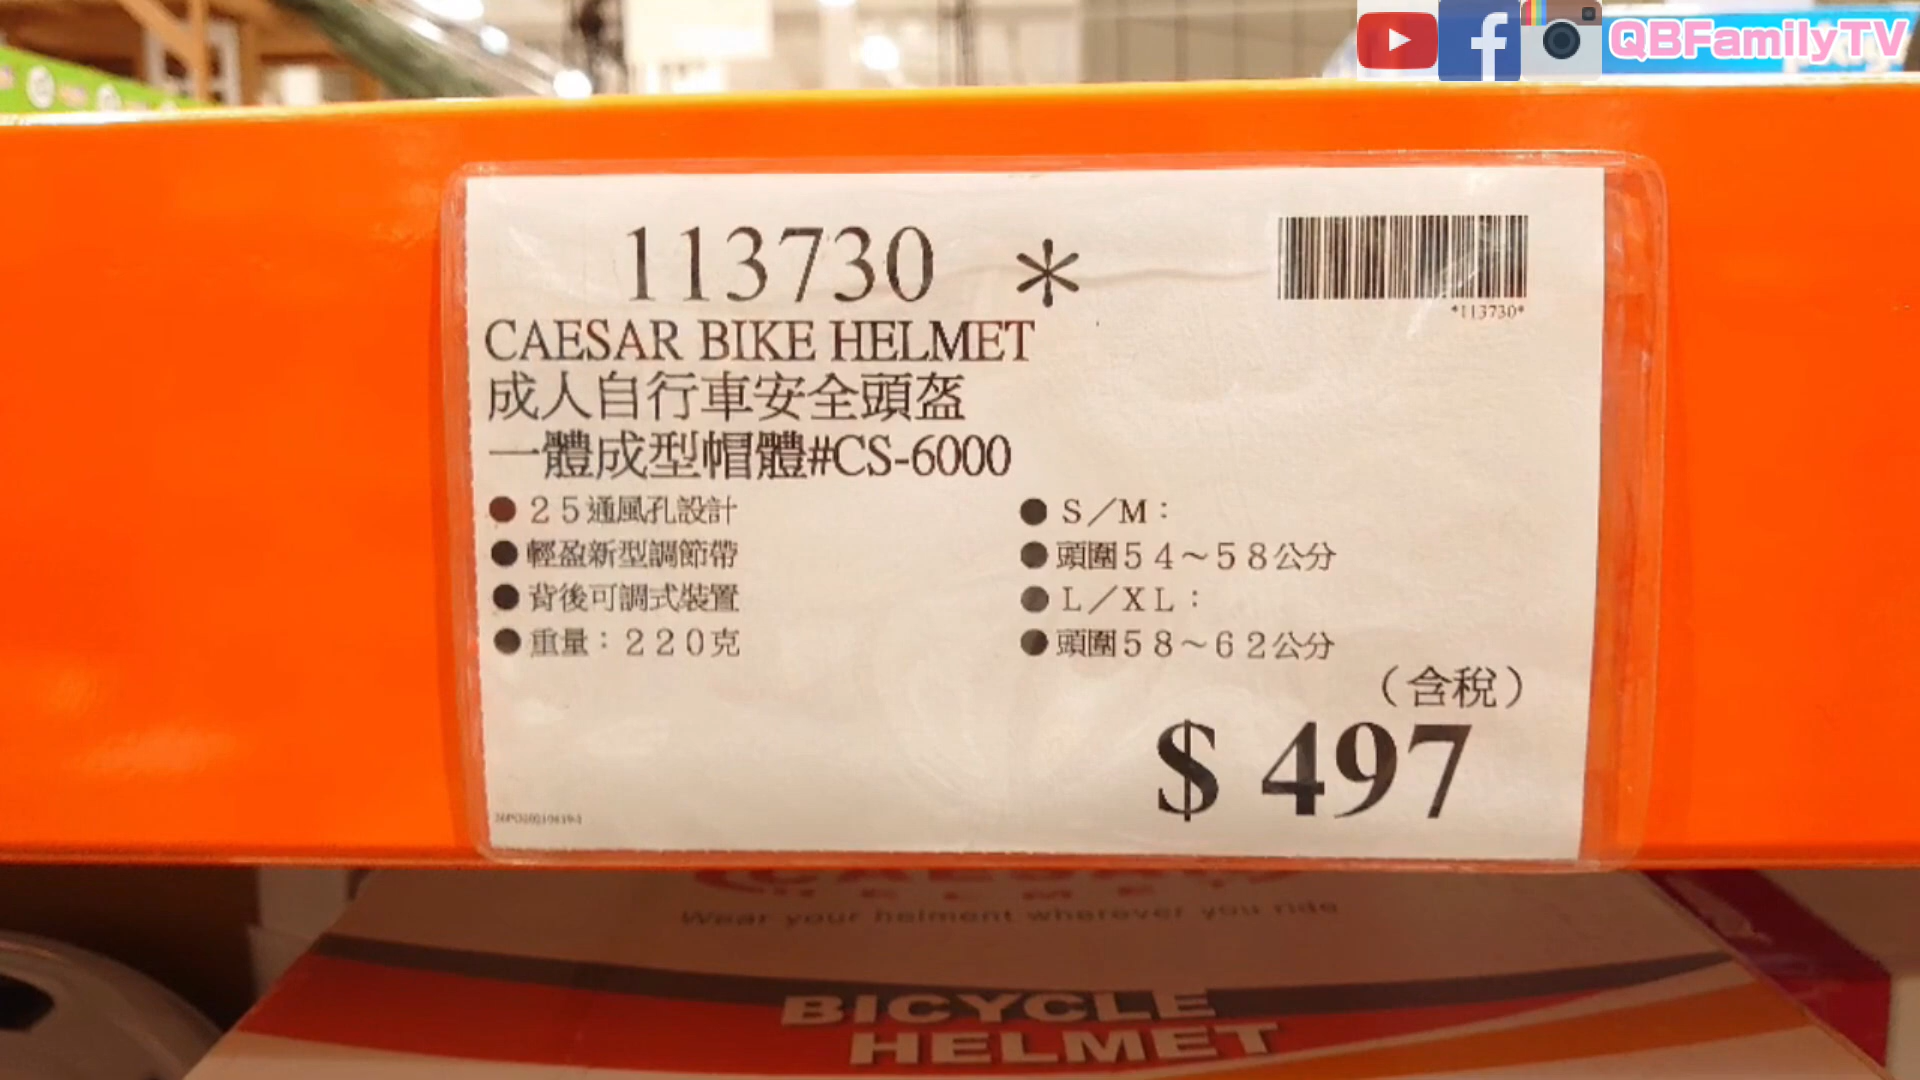 QBFamilyTV
113730 *
*113730*
CAESAR BIKE HELMET
成人自行車安全頭盔
一體成型帽體#CS-6000
●２５通風孔設計
●輕盈新型調節帶
●背後可調式裝置
●重量：２２０克
●Ｓ／Ｍ：
●頭圍５４～５８公分
●Ｌ／ＸＬ：
●頭圍５８～６２公分
（含稅）
$ 497
CAESAR
HELMET
Wear your helment wherever you ride
BICYCLE
HELMET